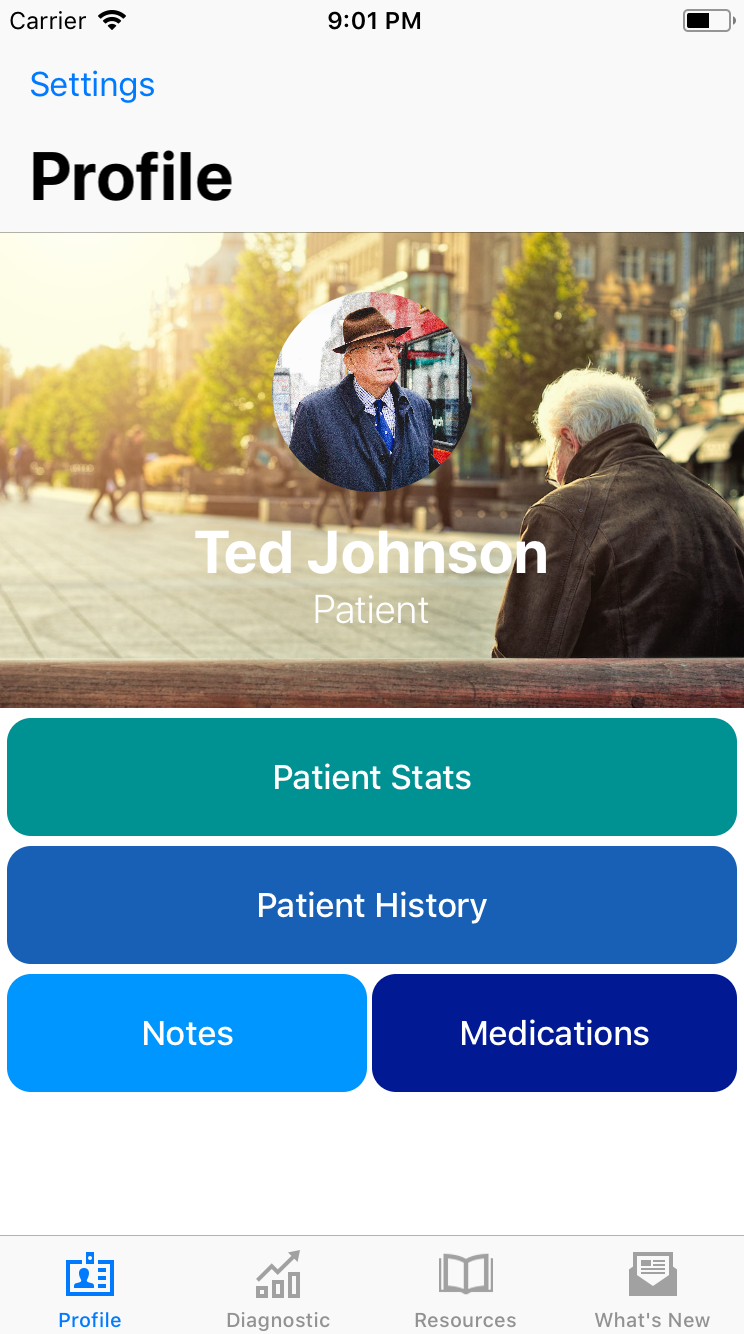 Carrier 9:01 PM
Settings
Profile
Ted Johnson
Patient
Patient Stats
Patient History
Notes Medications
Profile Diagnostic Resources What's New